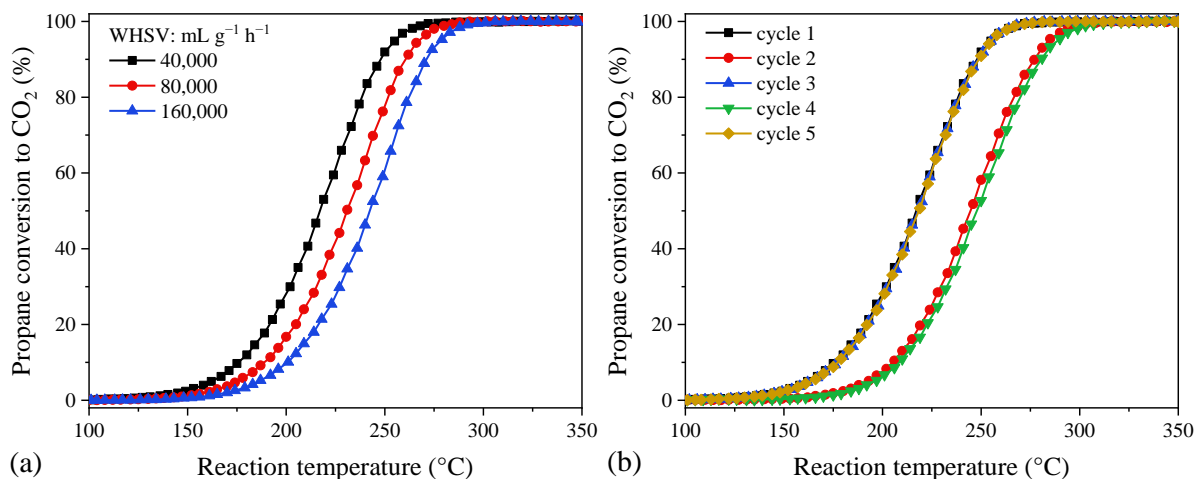 Propane conversion to CO₂ (%)
100
80
60
40
20
0
WHSV: mL g⁻¹ h⁻¹
40,000
80,000
160,000
100 150 200 250 300 350
Reaction temperature (°C)
(a)
Propane conversion to CO₂ (%)
100
80
60
40
20
0
cycle 1
cycle 2
cycle 3
cycle 4
cycle 5
100 150 200 250 300 350
Reaction temperature (°C)
(b)